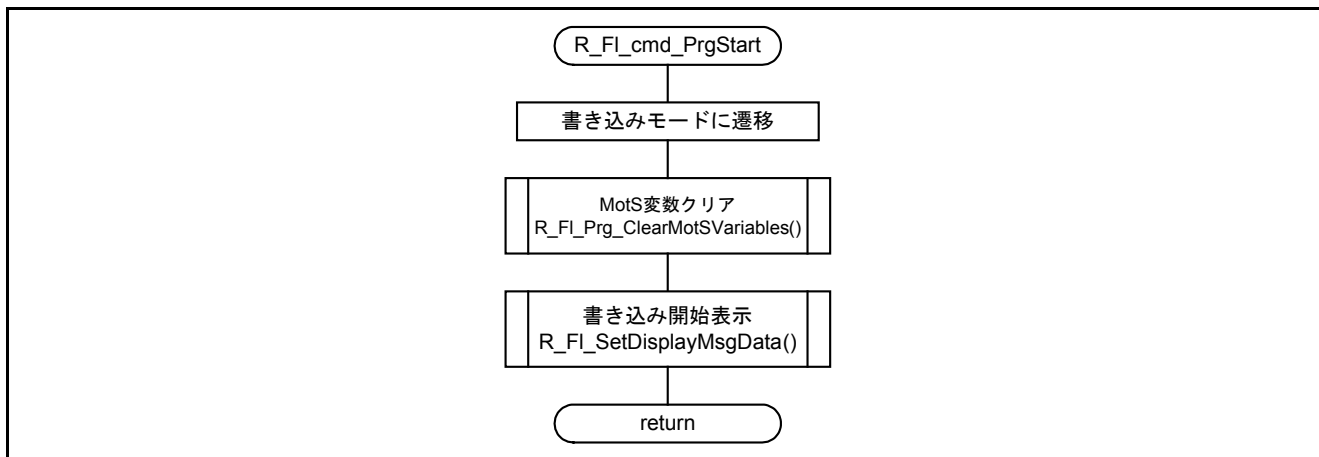 R_Fl_cmd_PrgStart
書き込みモードに遷移
MotS変数クリア
R_Fl_Prg_ClearMotSVariables()
書き込み開始表示
R_Fl_SetDisplayMsgData()
return